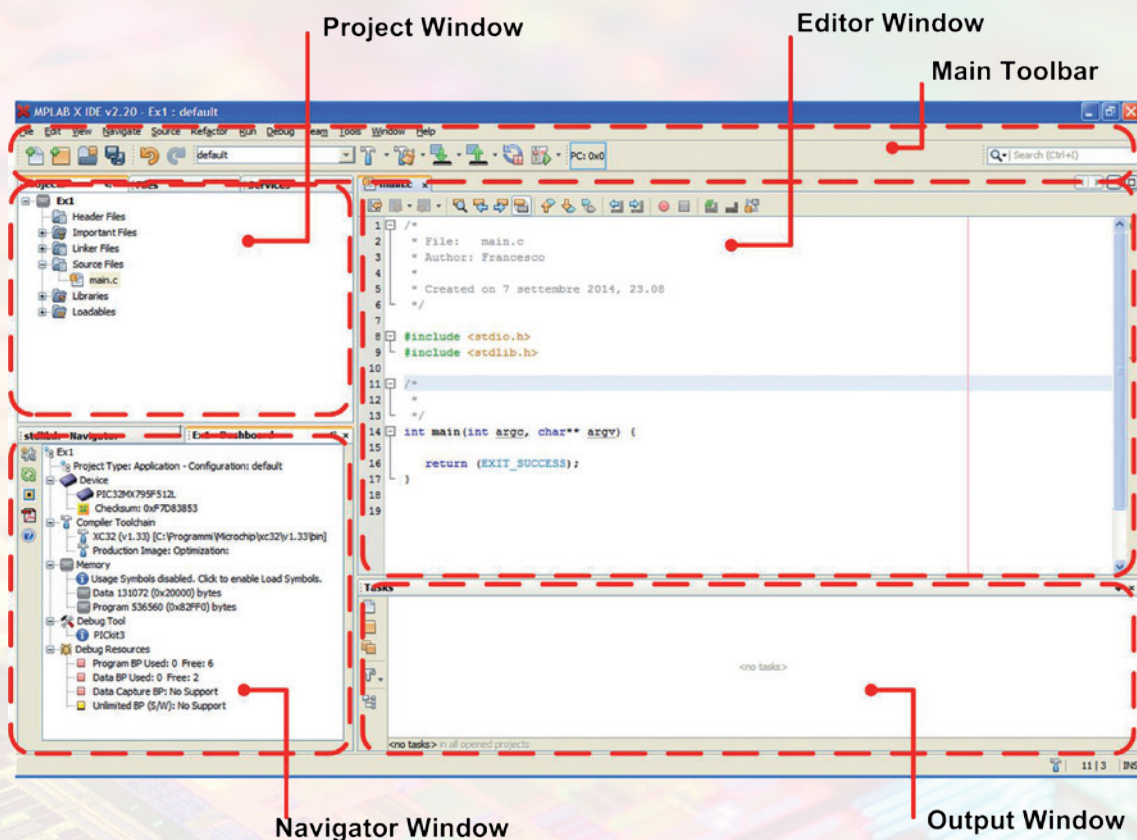 Project Window
Editor Window
Main Toolbar
MPLAB X IDE v2.20 - Ex1 : default
File Edit View Navigate Source Refactor Run Debug Team Tools Window Help
default
PC: 0x0
Search (Ctrl+I)
Projects Files Services
Ex1
Header Files
Important Files
Linker Files
Source Files
main.c
Libraries
Loadables
main.c x
1 /*
2 * File: main.c
3 * Author: Francesco
4 *
5 * Created on 7 settembre 2014, 23.08
6 */
7
8 #include <stdio.h>
9 #include <stdlib.h>
10
11 /*
12 *
13 */
14 int main(int argc, char** argv) {
15
16 return (EXIT_SUCCESS);
17 }
18
19
Navigator
Ex1 - Dashboard
Ex1
Project Type: Application - Configuration: default
Device
PIC32MX795F512L
Checksum: 0xF7D83853
Compiler Toolchain
XC32 (v1.33) [C:\Programmi\Microchip\xc32\v1.33\bin]
Production Image: Optimization:
Memory
Usage Symbols disabled. Click to enable Load Symbols.
Data 131072 (0x20000) bytes
Program 536560 (0x82FF0) bytes
Debug Tool
PICkit3
Debug Resources
Program BP Used: 0 Free: 6
Data BP Used: 0 Free: 2
Data Capture BP: No Support
Unlimited BP (S/W): No Support
Tasks
<no tasks>
<no tasks> in all opened projects
11 | 3 INS
Navigator Window
Output Window